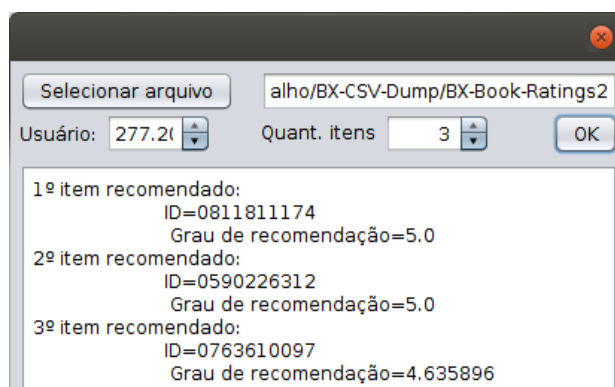 Selecionar arquivo alho/BX-CSV-Dump/BX-Book-Ratings2
Usuário: 277.20 Quant. itens 3 OK
1º item recomendado:
ID=0811811174
Grau de recomendação=5.0
2º item recomendado:
ID=0590226312
Grau de recomendação=5.0
3º item recomendado:
ID=0763610097
Grau de recomendação=4.635896